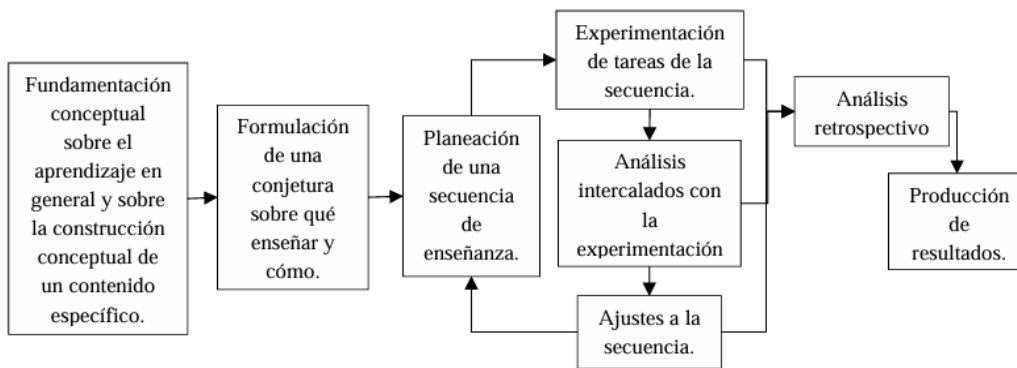 Fundamentación
conceptual
sobre el
aprendizaje en
general y sobre
la construcción
conceptual de
un contenido
específico.
Formulación
de una
conjetura
sobre qué
enseñar y
cómo.
Planeación
de una
secuencia
de
enseñanza.
Experimentación
de tareas de la
secuencia.
Análisis
intercalados con
la
experimentación
Ajustes a la
secuencia.
Análisis
retrospectivo
Producción
de
resultados.